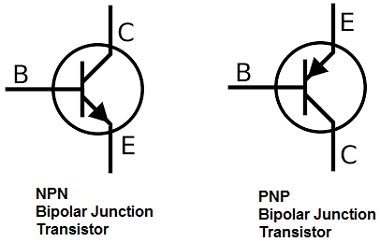 C
B
E
NPN
Bipolar Junction
Transistor
E
B
C
PNP
Bipolar Junction
Transistor